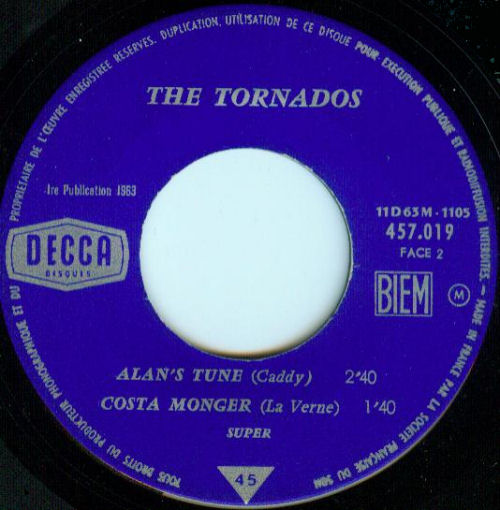 TOUS DROITS DU PRODUCTEUR PHONOGRAPHIQUE ET DU PROPRIETAIRE DE L'ŒUVRE ENREGISTREE RESERVES. DUPLICATION, UTILISATION DE CE DISQUE POUR EXECUTION PUBLIQUE ET RADIODIFFUSION INTERDITES. - MADE IN FRANCE PAR LA SOCIETE FRANÇAISE DU SON
THE TORNADOS
1re Publication 1963
11D63M - 1105
457.019
FACE 2
DECCA
DISQUES
BIEM
M
ALAN'S TUNE (Caddy) 2'40
COSTA MONGER (La Verne) 1'40
SUPER
45